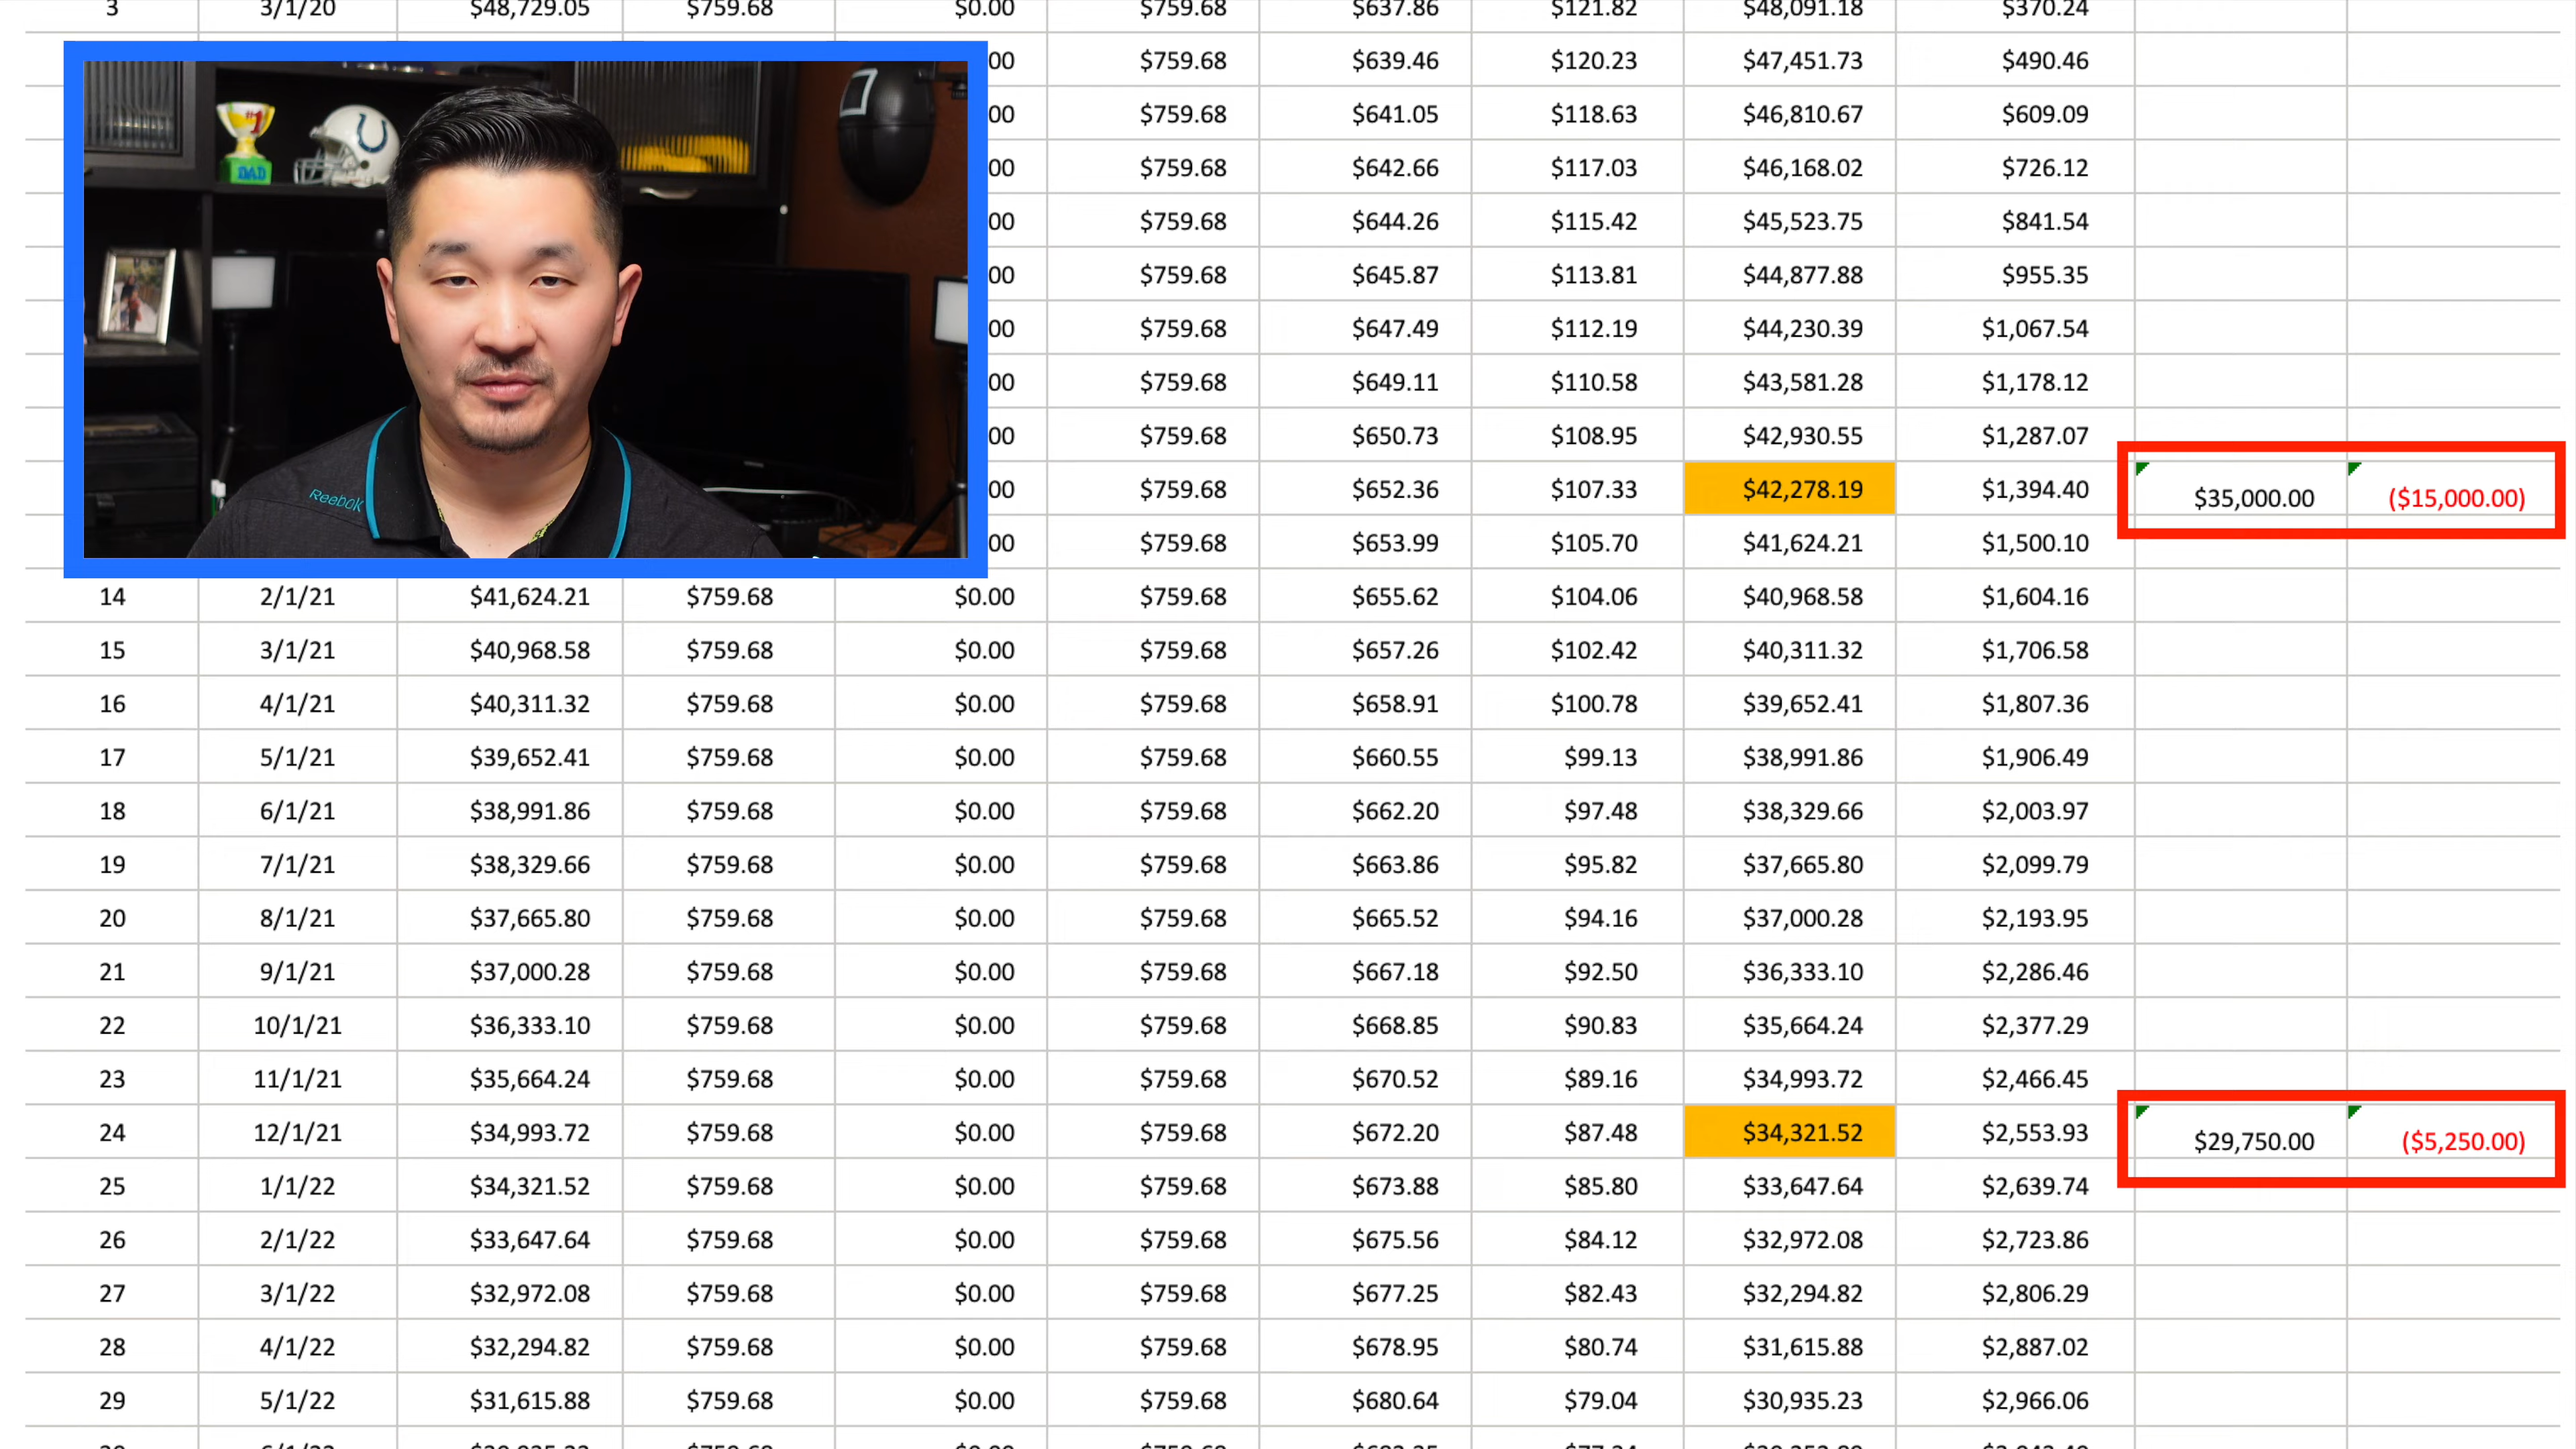 3 3/1/20 $48,729.05 $759.68 $0.00 $759.68 $637.86 $121.82 $48,091.18 $370.24
00 $759.68 $639.46 $120.23 $47,451.73 $490.46
00 $759.68 $641.05 $118.63 $46,810.67 $609.09
00 $759.68 $642.66 $117.03 $46,168.02 $726.12
00 $759.68 $644.26 $115.42 $45,523.75 $841.54
00 $759.68 $645.87 $113.81 $44,877.88 $955.35
00 $759.68 $647.49 $112.19 $44,230.39 $1,067.54
00 $759.68 $649.11 $110.58 $43,581.28 $1,178.12
00 $759.68 $650.73 $108.95 $42,930.55 $1,287.07
00 $759.68 $652.36 $107.33 $42,278.19 $1,394.40 $35,000.00 ($15,000.00)
00 $759.68 $653.99 $105.70 $41,624.21 $1,500.10
#1
DAD
Reebok
14 2/1/21 $41,624.21 $759.68 $0.00 $759.68 $655.62 $104.06 $40,968.58 $1,604.16
15 3/1/21 $40,968.58 $759.68 $0.00 $759.68 $657.26 $102.42 $40,311.32 $1,706.58
16 4/1/21 $40,311.32 $759.68 $0.00 $759.68 $658.91 $100.78 $39,652.41 $1,807.36
17 5/1/21 $39,652.41 $759.68 $0.00 $759.68 $660.55 $99.13 $38,991.86 $1,906.49
18 6/1/21 $38,991.86 $759.68 $0.00 $759.68 $662.20 $97.48 $38,329.66 $2,003.97
19 7/1/21 $38,329.66 $759.68 $0.00 $759.68 $663.86 $95.82 $37,665.80 $2,099.79
20 8/1/21 $37,665.80 $759.68 $0.00 $759.68 $665.52 $94.16 $37,000.28 $2,193.95
21 9/1/21 $37,000.28 $759.68 $0.00 $759.68 $667.18 $92.50 $36,333.10 $2,286.46
22 10/1/21 $36,333.10 $759.68 $0.00 $759.68 $668.85 $90.83 $35,664.24 $2,377.29
23 11/1/21 $35,664.24 $759.68 $0.00 $759.68 $670.52 $89.16 $34,993.72 $2,466.45
24 12/1/21 $34,993.72 $759.68 $0.00 $759.68 $672.20 $87.48 $34,321.52 $2,553.93 $29,750.00 ($5,250.00)
25 1/1/22 $34,321.52 $759.68 $0.00 $759.68 $673.88 $85.80 $33,647.64 $2,639.74
26 2/1/22 $33,647.64 $759.68 $0.00 $759.68 $675.56 $84.12 $32,972.08 $2,723.86
27 3/1/22 $32,972.08 $759.68 $0.00 $759.68 $677.25 $82.43 $32,294.82 $2,806.29
28 4/1/22 $32,294.82 $759.68 $0.00 $759.68 $678.95 $80.74 $31,615.88 $2,887.02
29 5/1/22 $31,615.88 $759.68 $0.00 $759.68 $680.64 $79.04 $30,935.23 $2,966.06